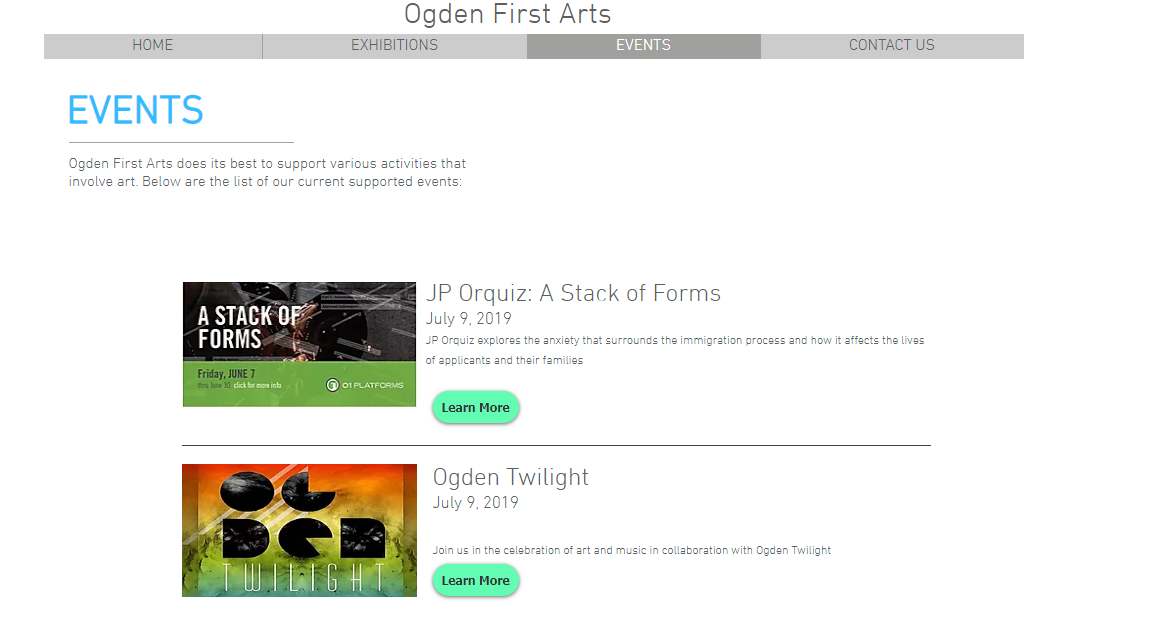 Ogden First Arts
HOME EXHIBITIONS EVENTS CONTACT US
EVENTS
Ogden First Arts does its best to support various activities that
involve art. Below are the list of our current supported events:
A STACK OF
FORMS
Friday, JUNE 7
thru June 30 click for more info
O1 PLATFORMS
JP Orquiz: A Stack of Forms
July 9, 2019
JP Orquiz explores the anxiety that surrounds the immigration process and how it affects the lives
of applicants and their families
Learn More
OG
DEN
TWILIGHT
Ogden Twilight
July 9, 2019
Join us in the celebration of art and music in collaboration with Ogden Twilight
Learn More